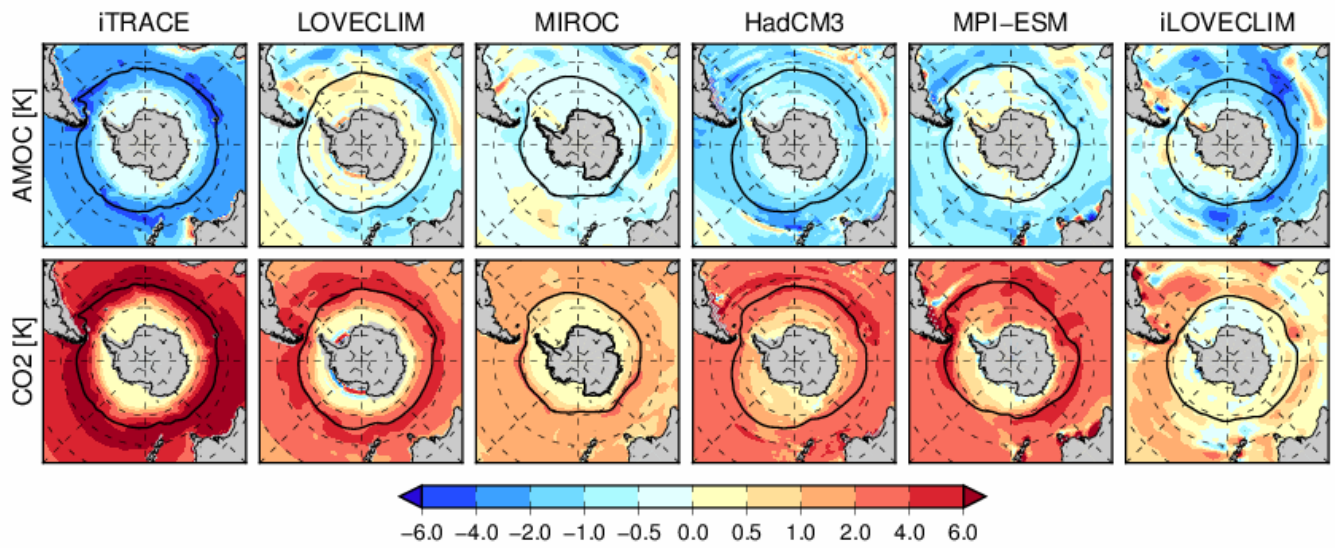 iTRACE LOVECLIM MIROC HadCM3 MPI−ESM iLOVECLIM
AMOC [K]
CO2 [K]
−6.0 −4.0 −2.0 −1.0 −0.5 0.0 0.5 1.0 2.0 4.0 6.0